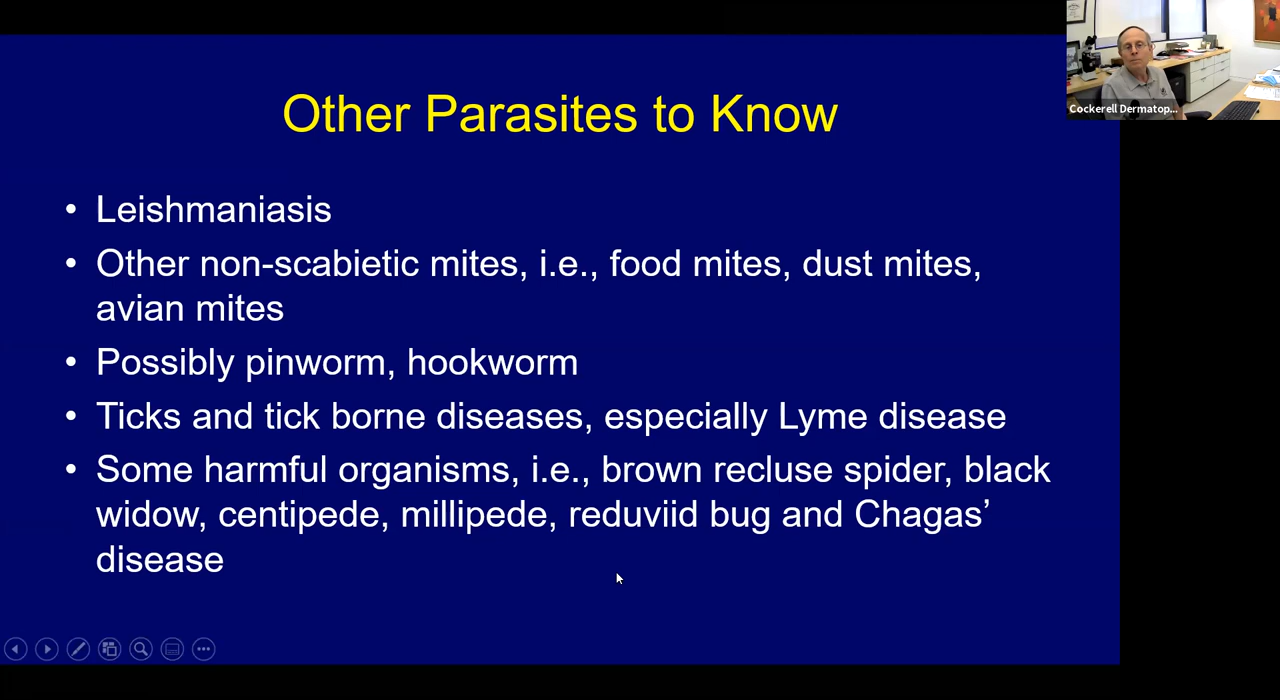 Other Parasites to Know
• Leishmaniasis
• Other non-scabietic mites, i.e., food mites, dust mites,
avian mites
• Possibly pinworm, hookworm
• Ticks and tick borne diseases, especially Lyme disease
• Some harmful organisms, i.e., brown recluse spider, black
widow, centipede, millipede, reduviid bug and Chagas’
disease
Cockerell Dermatop...